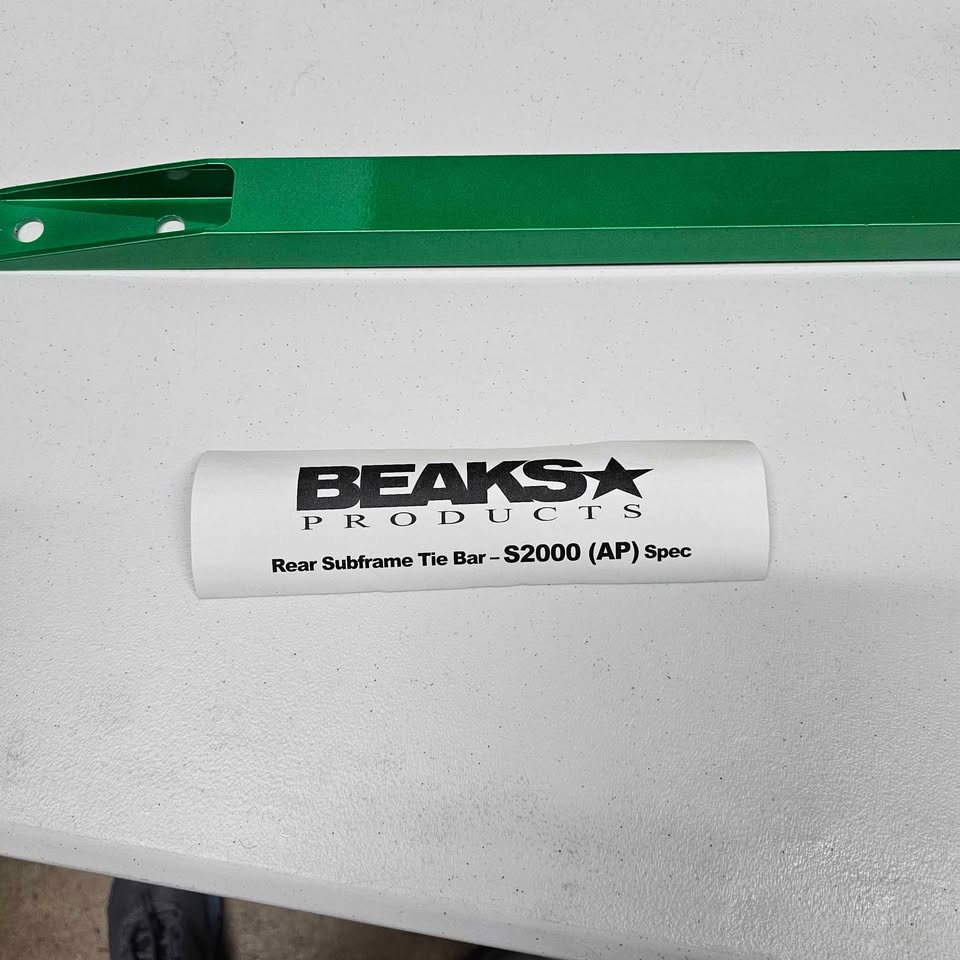 BEAKS★
PRODUCTS
Rear Subframe Tie Bar – S2000 (AP) Spec